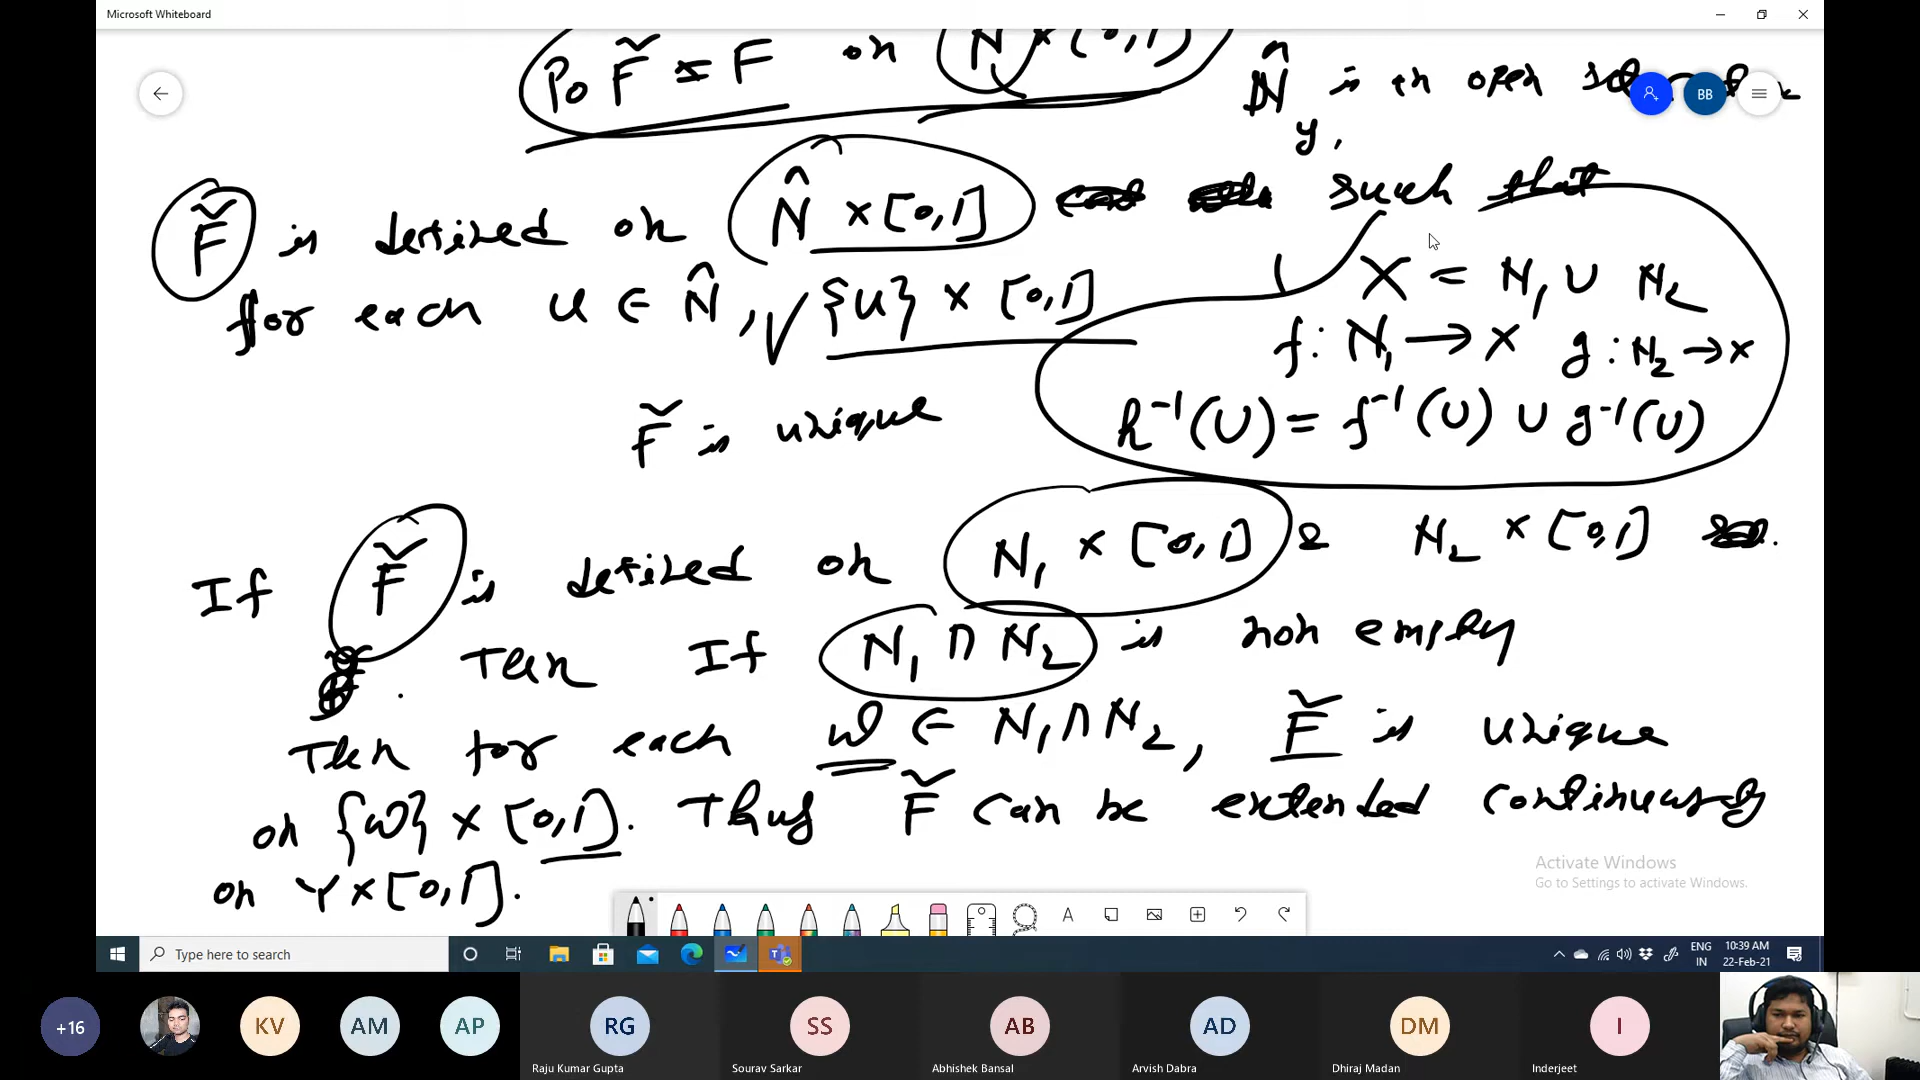 Microsoft Whiteboard
P∘F̃ = F on N × [0,1]
N̂ is an open set
y,
BB
F̃ is defined on N̂ × [0,1] such that
for each u ∈ N̂, {u} × [0,1]
X = N₁ ∪ N₂
f: N₁ → X g: N₂ → X
h⁻¹(U) = f⁻¹(U) ∪ g⁻¹(U)
F̃ is unique
If F̃ is defined on N₁ × [0,1] & N₂ × [0,1]
. Then If N₁ ∩ N₂ is non empty
Then for each w ∈ N₁ ∩ N₂, F̃ is unique
on {w} × [0,1]. Thus F̃ can be extended continuously
on Y × [0,1].
Activate Windows
Go to Settings to activate Windows.
Type here to search
ENG
IN
10:39 AM
22-Feb-21
+16
KV
AM
AP
RG
SS
AB
AD
DM
I
Raju Kumar Gupta
Sourav Sarkar
Abhishek Bansal
Arvish Dabra
Dhiraj Madan
Inderjeet